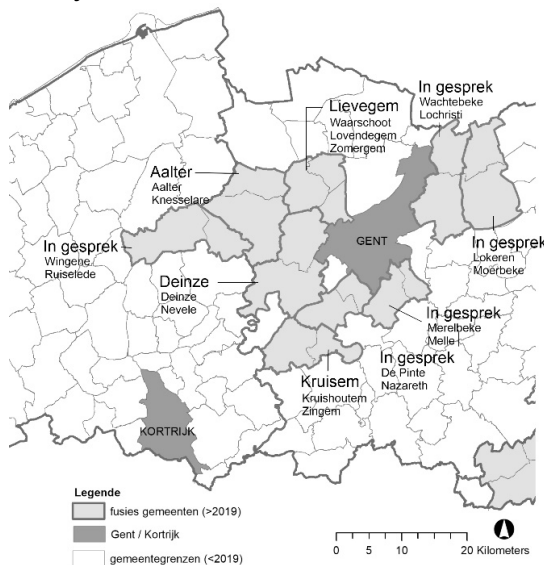 In gesprek
Wachtebeke
Lochristi
Lievegem
Waarschoot
Lovendegem
Zomergem
Aalter
Aalter
Knesselare
In gesprek
Wingene
Ruiselede
GENT
In gesprek
Lokeren
Moerbeke
Deinze
Deinze
Nevele
In gesprek
Merelbeke
Melle
In gesprek
De Pinte
Nazareth
Kruisem
Kruishoutem
Zingem
KORTRIJK
Legende
fusies gemeenten (>2019)
Gent / Kortrijk
gemeentegrenzen (<2019)
0 5 10 20 Kilometers